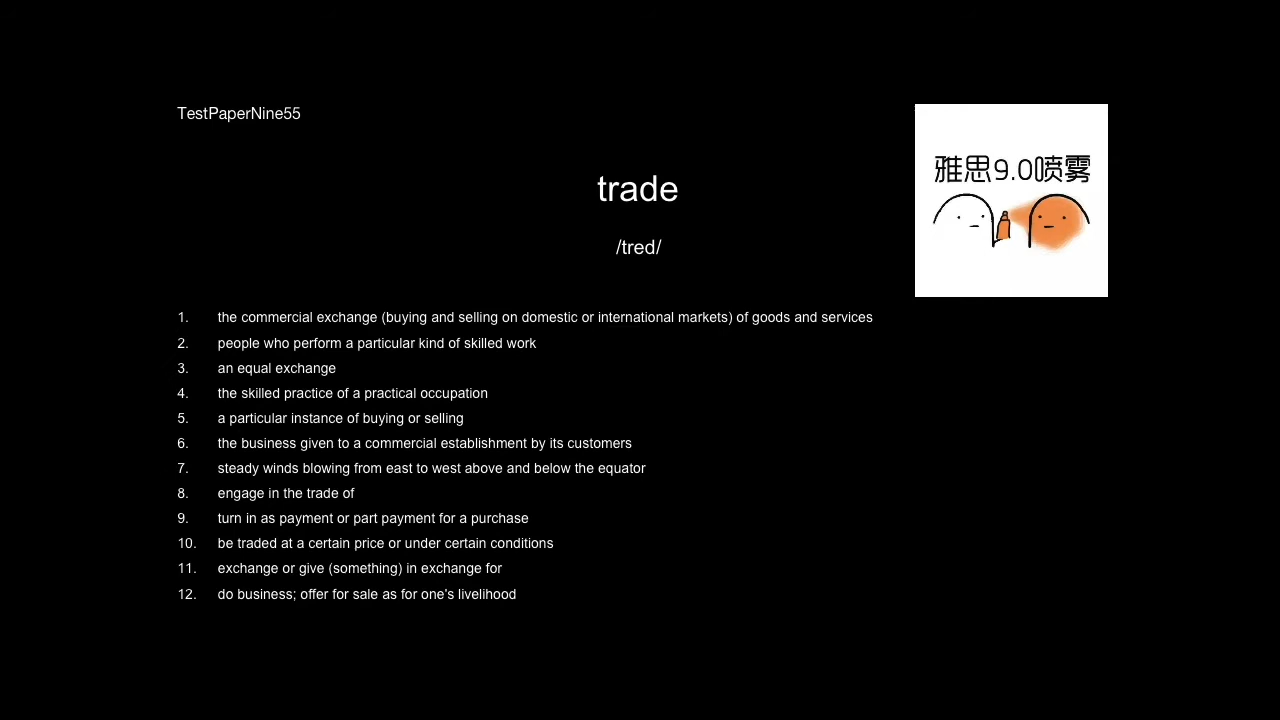 TestPaperNine55
雅思9.0喷雾
trade
/tred/
1. the commercial exchange (buying and selling on domestic or international markets) of goods and services
2. people who perform a particular kind of skilled work
3. an equal exchange
4. the skilled practice of a practical occupation
5. a particular instance of buying or selling
6. the business given to a commercial establishment by its customers
7. steady winds blowing from east to west above and below the equator
8. engage in the trade of
9. turn in as payment or part payment for a purchase
10. be traded at a certain price or under certain conditions
11. exchange or give (something) in exchange for
12. do business; offer for sale as for one's livelihood